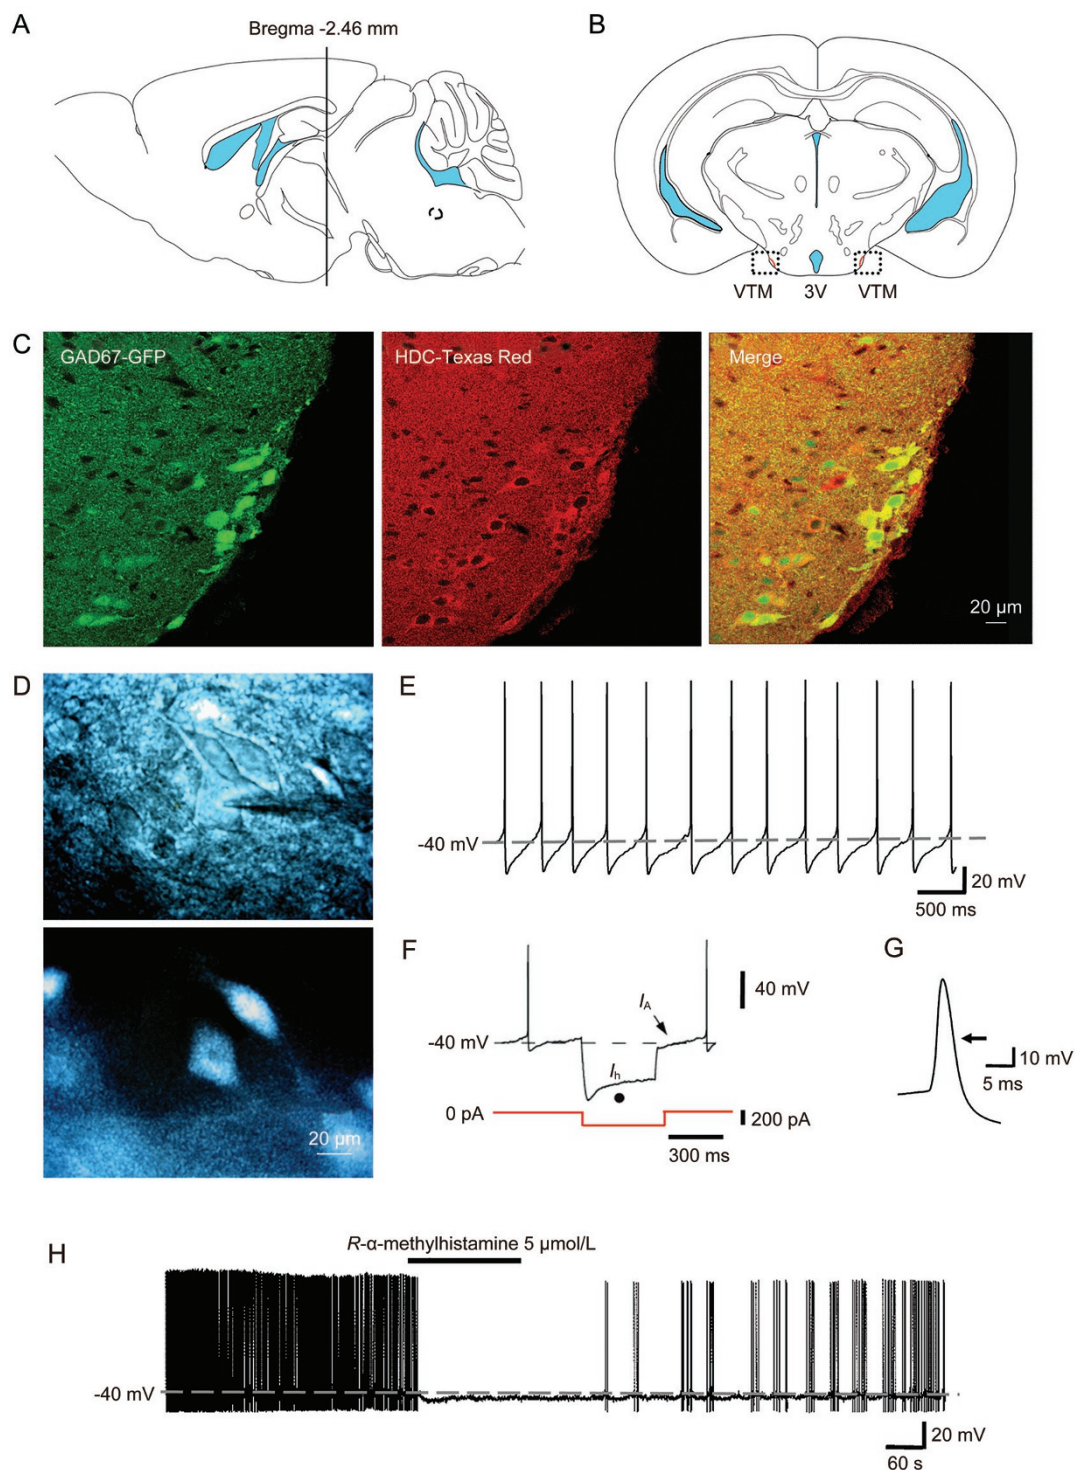 A
Bregma -2.46 mm
B
VTM 3V VTM
C
GAD67-GFP
HDC-Texas Red
Merge
20 µm
D
20 µm
E
-40 mV
20 mV
500 ms
F
40 mV
IA
-40 mV
Ih
0 pA
200 pA
300 ms
G
10 mV
5 ms
H
R-α-methylhistamine 5 µmol/L
-40 mV
20 mV
60 s